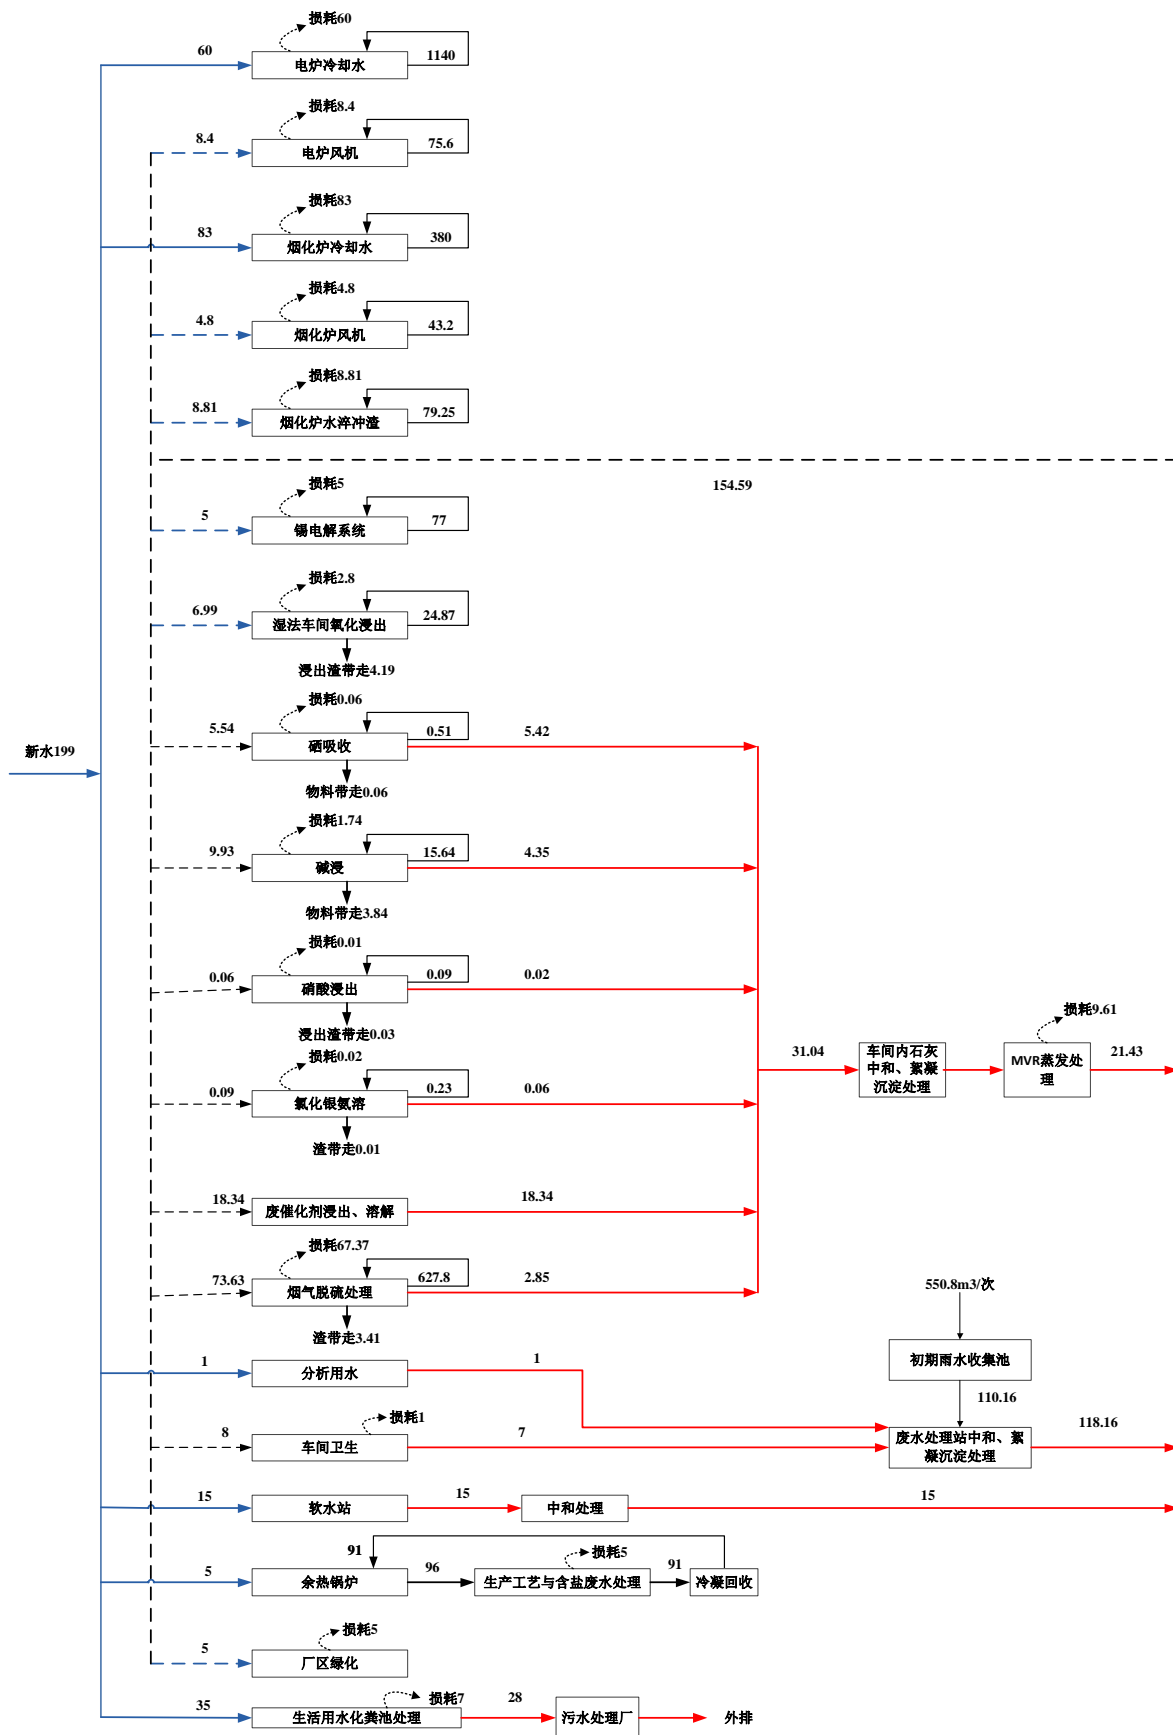 损耗60
60
1140
电炉冷却水
损耗8.4
8.4
75.6
电炉风机
损耗83
83
380
烟化炉冷却水
损耗4.8
4.8
43.2
烟化炉风机
损耗8.81
8.81
79.25
烟化炉水淬冲渣
154.59
损耗5
5
77
锡电解系统
损耗2.8
6.99
24.87
湿法车间氧化浸出
浸出渣带走4.19
损耗0.06
5.54
0.51
5.42
硒吸收
新水199
物料带走0.06
损耗1.74
9.93
15.64
4.35
碱浸
物料带走3.84
损耗0.01
0.06
0.09
0.02
硝酸浸出
浸出渣带走0.03
损耗0.02
0.09
0.23
0.06
氯化银氨溶
渣带走0.01
31.04
车间内石灰
中和、絮凝
沉淀处理
损耗9.61
MVR蒸发处
理
21.43
18.34
18.34
废催化剂浸出、溶解
损耗67.37
73.63
627.8
2.85
烟气脱硫处理
渣带走3.41
550.8m3/次
初期雨水收集池
110.16
1
分析用水
1
损耗1
8
车间卫生
7
废水处理站中和、絮
凝沉淀处理
118.16
15
软水站
15
中和处理
15
91
5
余热锅炉
96
损耗5
生产工艺与含盐废水处理
91
冷凝回收
损耗5
5
厂区绿化
损耗7
35
生活用水化粪池处理
28
污水处理厂
外排